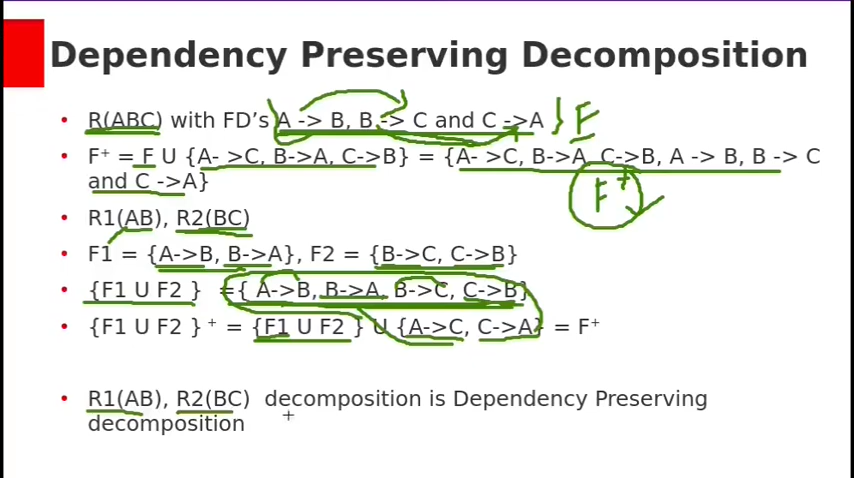 Dependency Preserving Decomposition
• R(ABC) with FD's A -> B, B -> C and C ->A } F
• F+ = F U {A- >C, B->A, C->B} = {A- >C, B->A, C->B, A -> B, B -> C
and C ->A}
F+
• R1(AB), R2(BC)
• F1 = {A->B, B->A}, F2 = {B->C, C->B}
• {F1 U F2 } ={ A->B, B->A, B->C, C->B}
• {F1 U F2 } + = {F1 U F2 } U {A->C, C->A} = F+
• R1(AB), R2(BC) decomposition is Dependency Preserving
decomposition